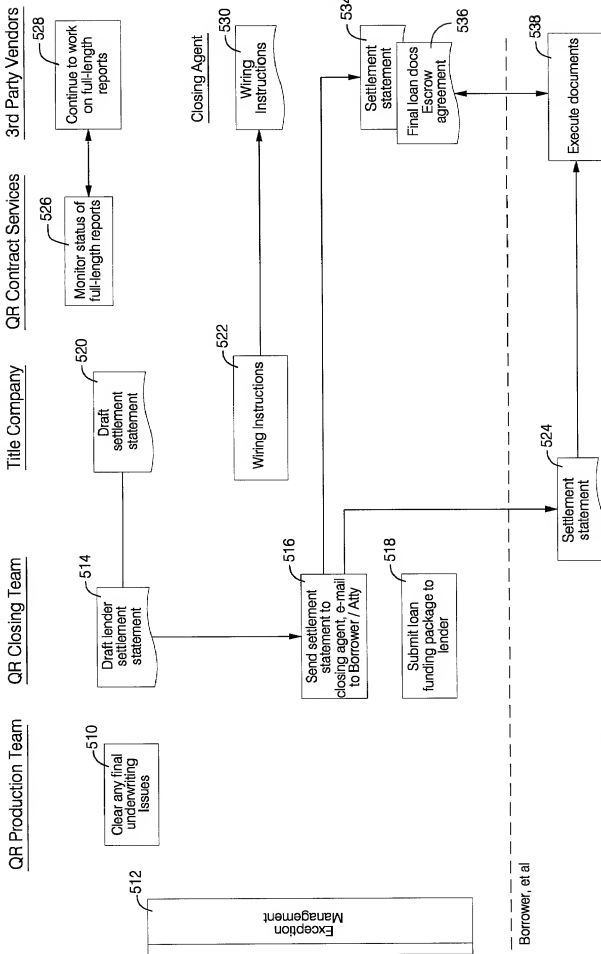 QR Production Team
QR Closing Team
Title Company
QR Contract Services
3rd Party Vendors
510
Clear any final
underwriting
Issues
512
Exception
Management
514
Draft lender
settlement
statement
520
Draft
settlement
statement
526
Monitor status of
full-length reports
528
Continue to work
on full-length
reports
Closing Agent
522
Wiring Instructions
530
Wiring
Instructions
516
Send settlement
statement to
closing agent, e-mail
to Borrower / Atty
518
Submit loan
funding package to
lender
534
Settlement
statement
536
Final loan docs
Escrow
agreement
Borrower, et al
524
Settlement
statement
538
Execute documents